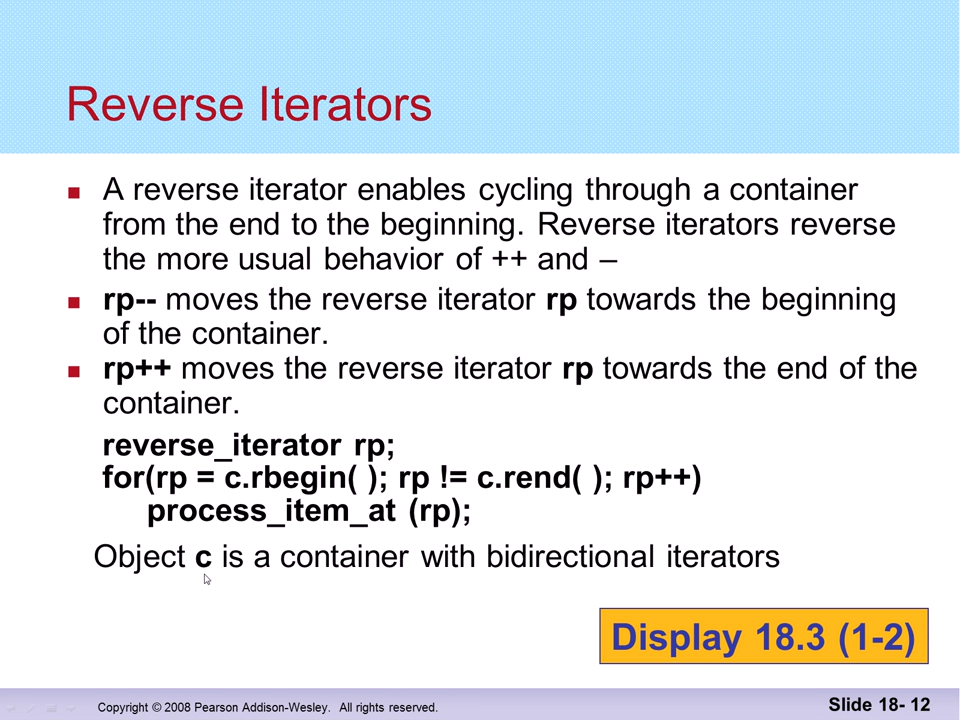 Reverse Iterators
A reverse iterator enables cycling through a container
from the end to the beginning. Reverse iterators reverse
the more usual behavior of ++ and –
rp-- moves the reverse iterator rp towards the beginning
of the container.
rp++ moves the reverse iterator rp towards the end of the
container.
reverse_iterator rp;
for(rp = c.rbegin( ); rp != c.rend( ); rp++)
process_item_at (rp);
Object c is a container with bidirectional iterators
Display 18.3 (1-2)
Copyright © 2008 Pearson Addison-Wesley. All rights reserved.
Slide 18- 12